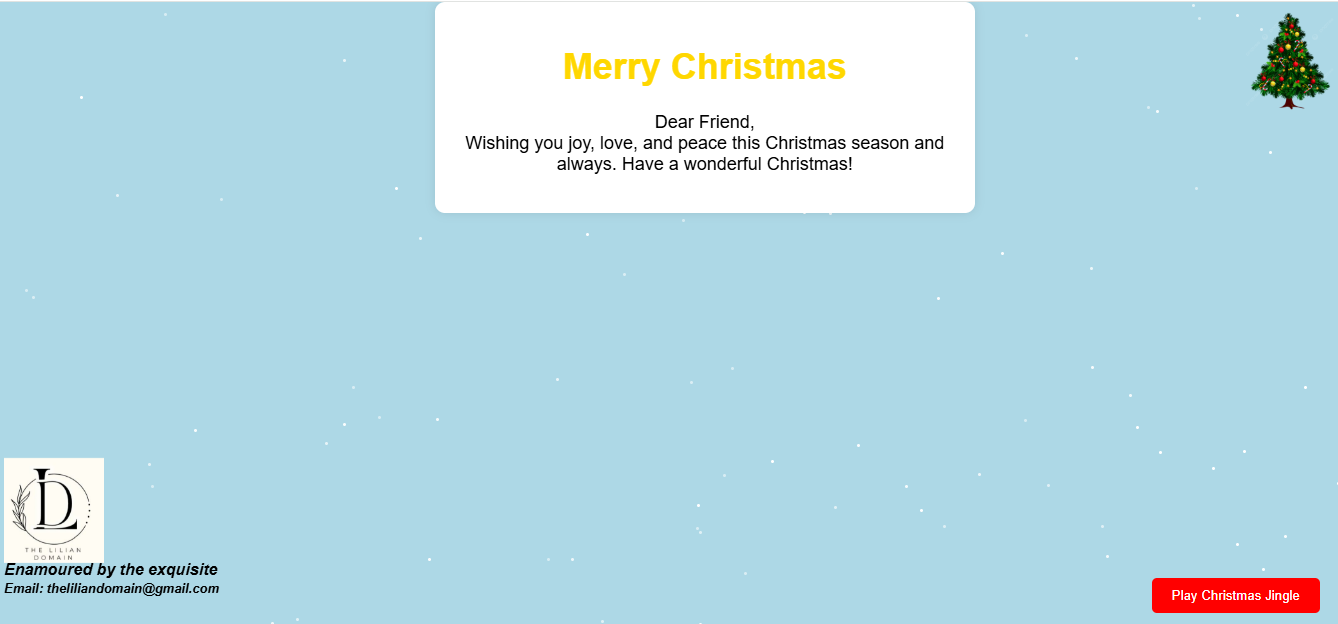 Merry Christmas
Dear Friend,
Wishing you joy, love, and peace this Christmas season and
always. Have a wonderful Christmas!
LD
THE LILIAN
DOMAIN
Enamoured by the exquisite
Email: theliliandomain@gmail.com
Play Christmas Jingle